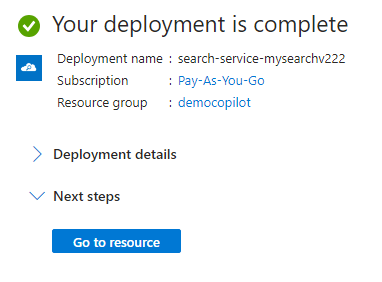 Your deployment is complete
Deployment name : search-service-mysearchv222
Subscription : Pay-As-You-Go
Resource group : democopilot
Deployment details
Next steps
Go to resource